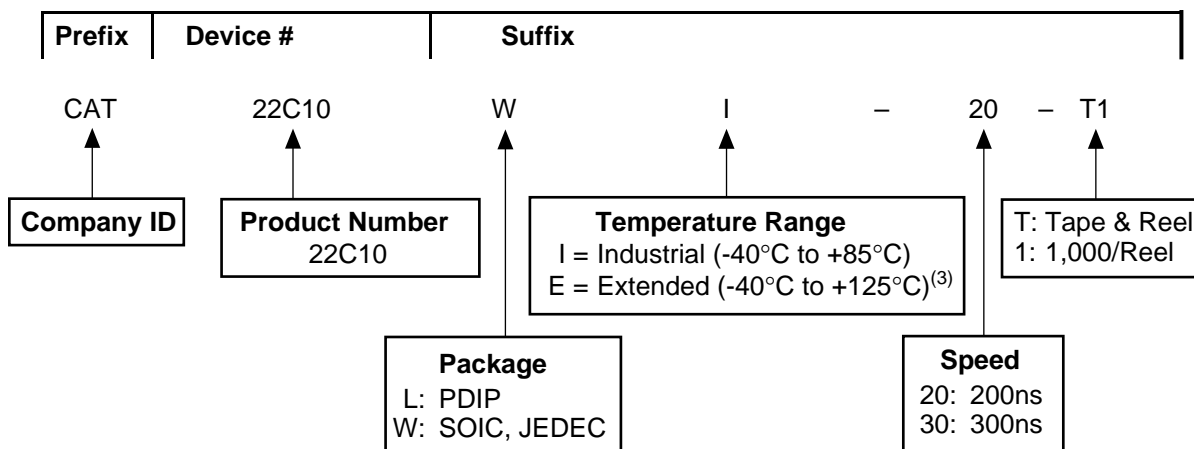 Prefix Device # Suffix
CAT 22C10 W I – 20 – T1
Company ID
Product Number
22C10
Temperature Range
I = Industrial (-40°C to +85°C)
E = Extended (-40°C to +125°C)(3)
T: Tape & Reel
1: 1,000/Reel
Package
L: PDIP
W: SOIC, JEDEC
Speed
20: 200ns
30: 300ns